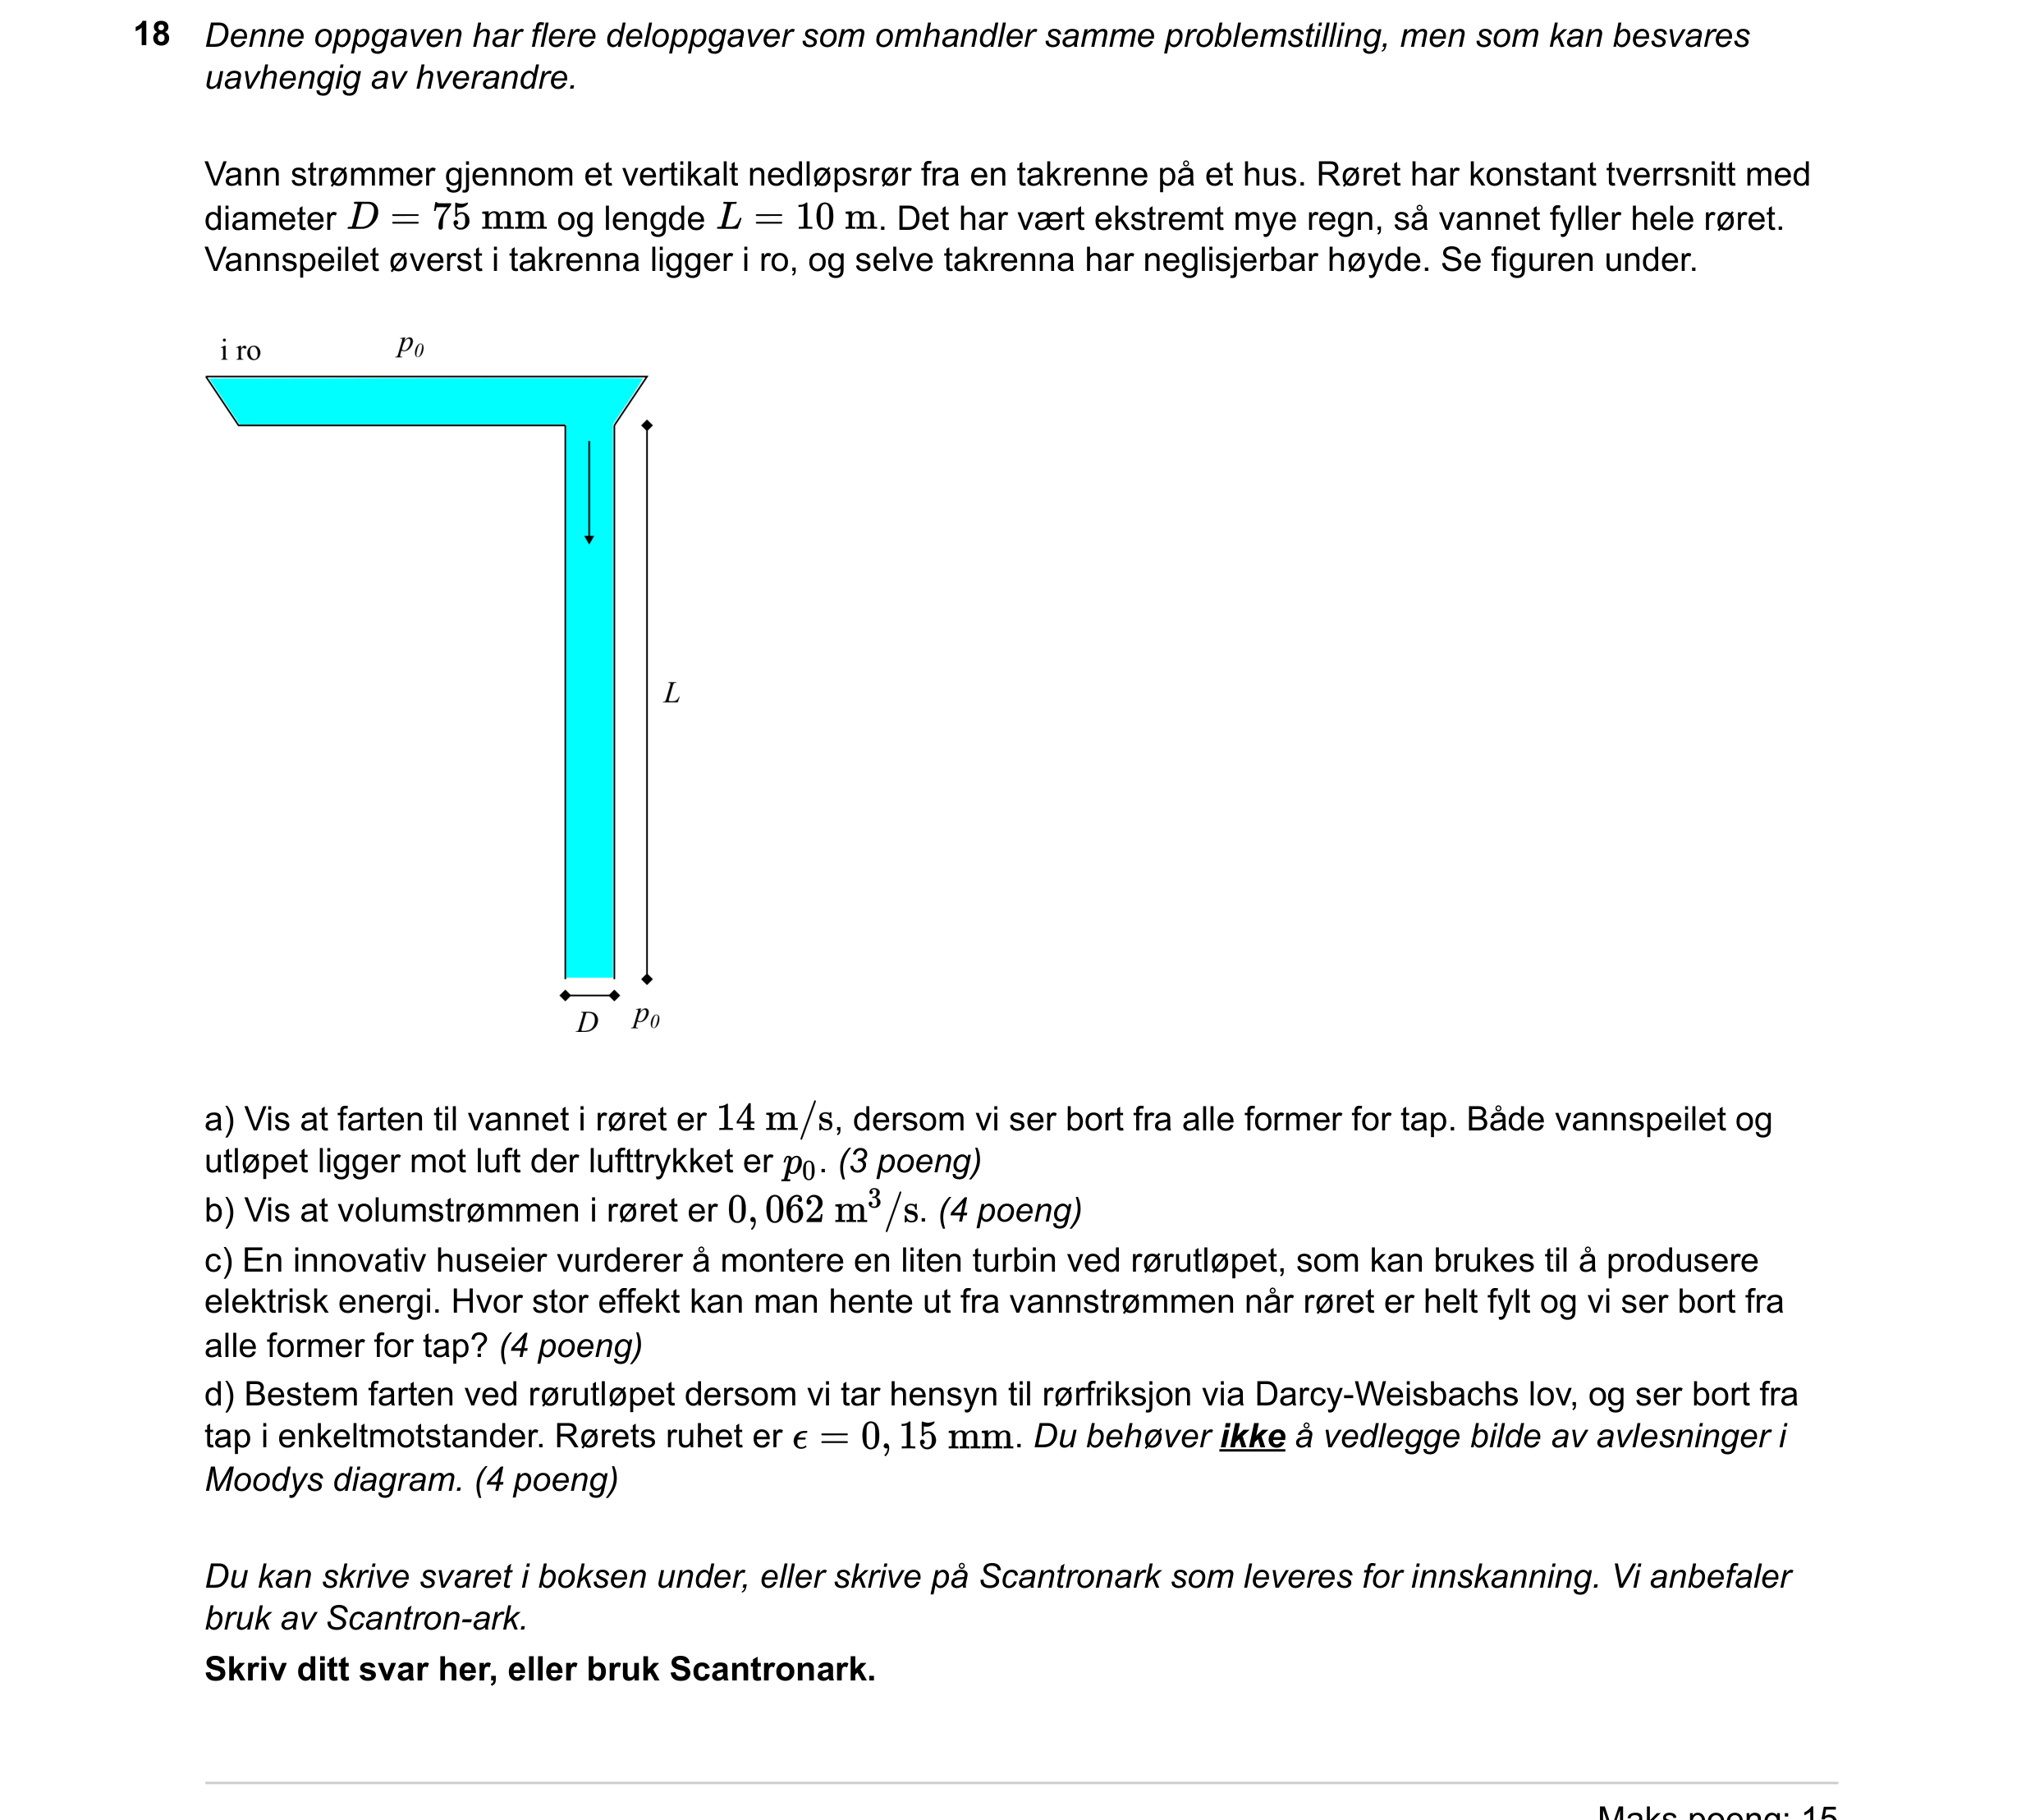 18 Denne oppgaven har flere deloppgaver som omhandler samme problemstilling, men som kan besvares
uavhengig av hverandre.
Vann strømmer gjennom et vertikalt nedløpsrør fra en takrenne på et hus. Røret har konstant tverrsnitt med
diameter D = 75 mm og lengde L = 10 m. Det har vært ekstremt mye regn, så vannet fyller hele røret.
Vannspeilet øverst i takrenna ligger i ro, og selve takrenna har neglisjerbar høyde. Se figuren under.
i ro p₀
L
D p₀
a) Vis at farten til vannet i røret er 14 m/s, dersom vi ser bort fra alle former for tap. Både vannspeilet og
utløpet ligger mot luft der lufttrykket er p₀. (3 poeng)
b) Vis at volumstrømmen i røret er 0,062 m³/s. (4 poeng)
c) En innovativ huseier vurderer å montere en liten turbin ved rørutløpet, som kan brukes til å produsere
elektrisk energi. Hvor stor effekt kan man hente ut fra vannstrømmen når røret er helt fylt og vi ser bort fra
alle former for tap? (4 poeng)
d) Bestem farten ved rørutløpet dersom vi tar hensyn til rørfriksjon via Darcy-Weisbachs lov, og ser bort fra
tap i enkeltmotstander. Rørets ruhet er ϵ = 0,15 mm. Du behøver ikke å vedlegge bilde av avlesninger i
Moodys diagram. (4 poeng)
Du kan skrive svaret i boksen under, eller skrive på Scantronark som leveres for innskanning. Vi anbefaler
bruk av Scantron-ark.
Skriv ditt svar her, eller bruk Scantronark.
Maks poeng: 15